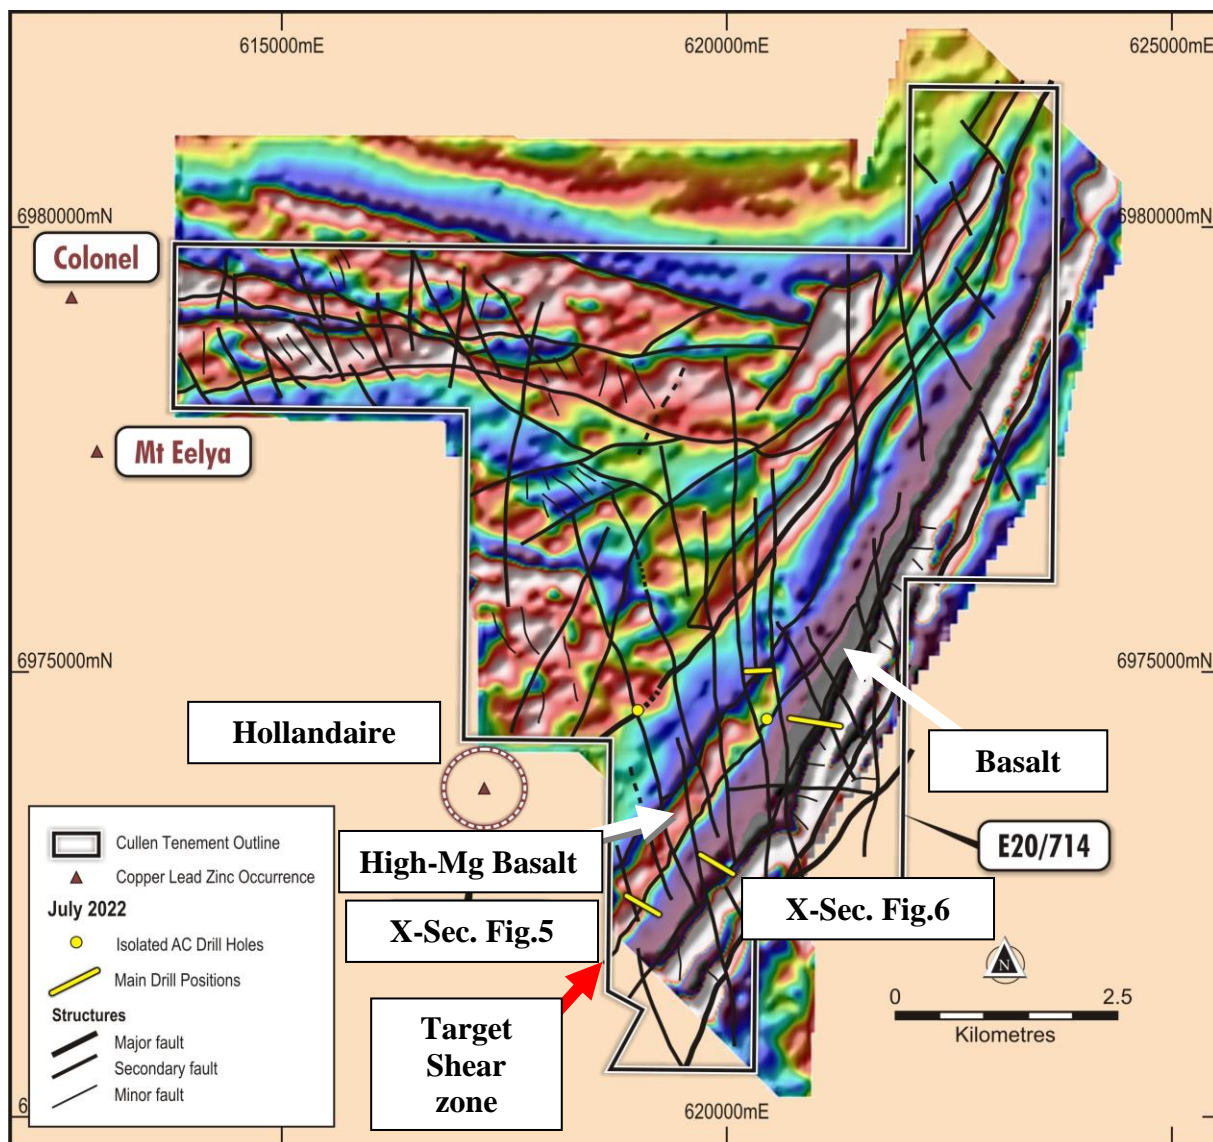 615000mE
620000mE
625000mE
6980000mN
6980000mN
Colonel
Mt Eelya
6975000mN
6975000mN
Hollandaire
Basalt
High-Mg Basalt
E20/714
X-Sec. Fig.5
X-Sec. Fig.6
Target
Shear
zone
Cullen Tenement Outline
Copper Lead Zinc Occurrence
July 2022
Isolated AC Drill Holes
Main Drill Positions
Structures
Major fault
Secondary fault
Minor fault
N
0 2.5
Kilometres
620000mE